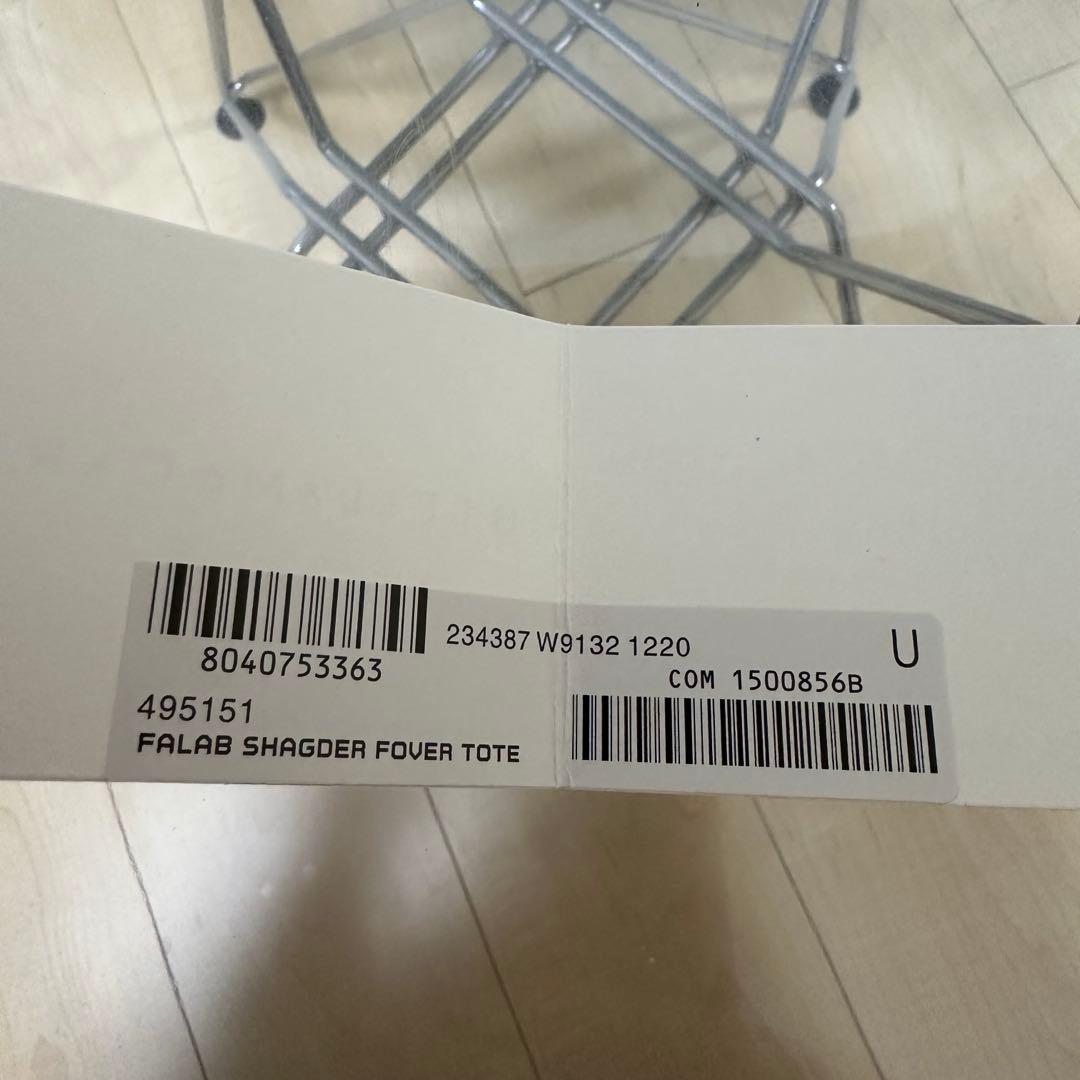 8040753363
495151
FALAB SHAGDER FOVER TOTE
234387 W9132 1220
U
COM 1500856B